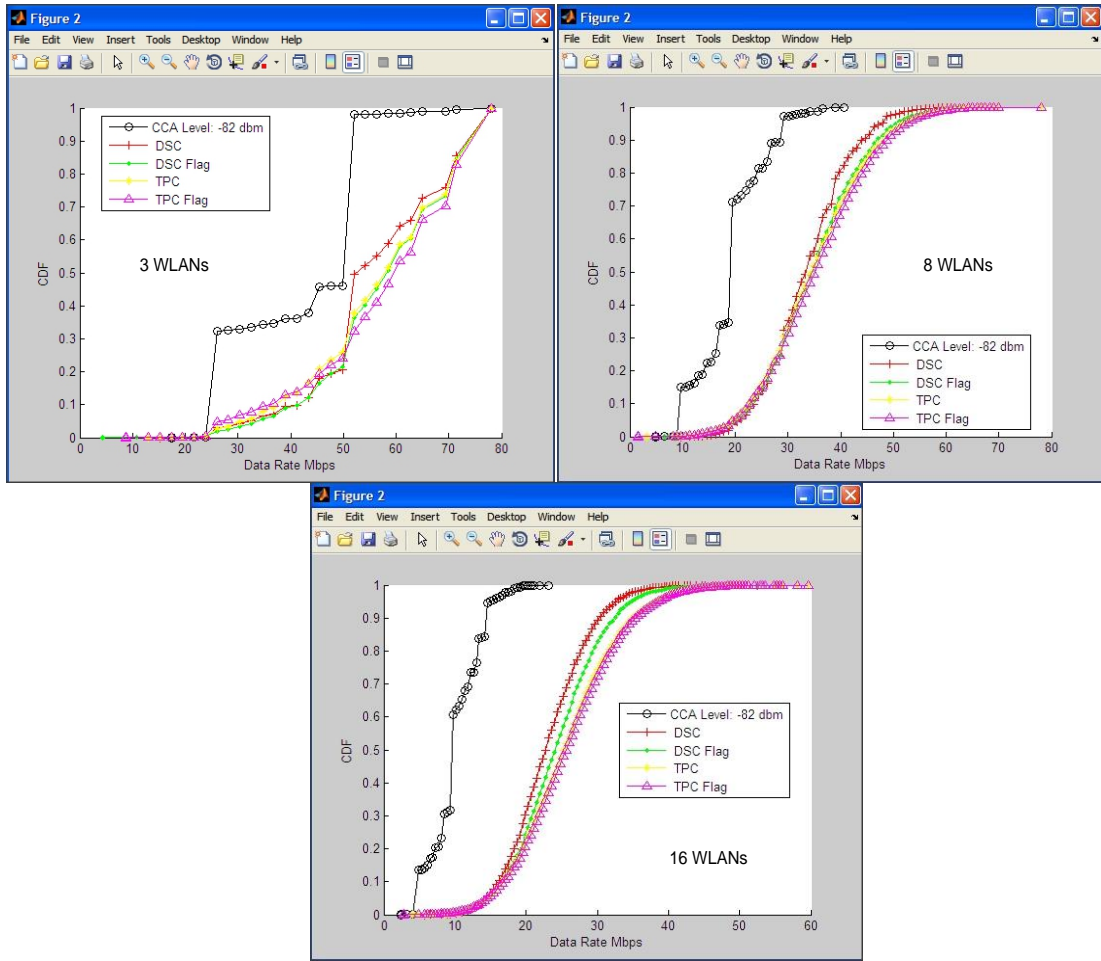 Figure 2
File Edit View Insert Tools Desktop Window Help
1
0.9
0.8
0.7
0.6
0.5
0.4
0.3
0.2
0.1
0
CDF
CCA Level: -82 dbm
DSC
DSC Flag
TPC
TPC Flag
3 WLANs
0 10 20 30 40 50 60 70 80
Data Rate Mbps
Figure 2
File Edit View Insert Tools Desktop Window Help
1
0.9
0.8
0.7
0.6
0.5
0.4
0.3
0.2
0.1
0
CDF
8 WLANs
CCA Level: -82 dbm
DSC
DSC Flag
TPC
TPC Flag
0 10 20 30 40 50 60 70 80
Data Rate Mbps
Figure 2
File Edit View Insert Tools Desktop Window Help
1
0.9
0.8
0.7
0.6
0.5
0.4
0.3
0.2
0.1
0
CDF
CCA Level: -82 dbm
DSC
DSC Flag
TPC
TPC Flag
16 WLANs
0 10 20 30 40 50 60
Data Rate Mbps